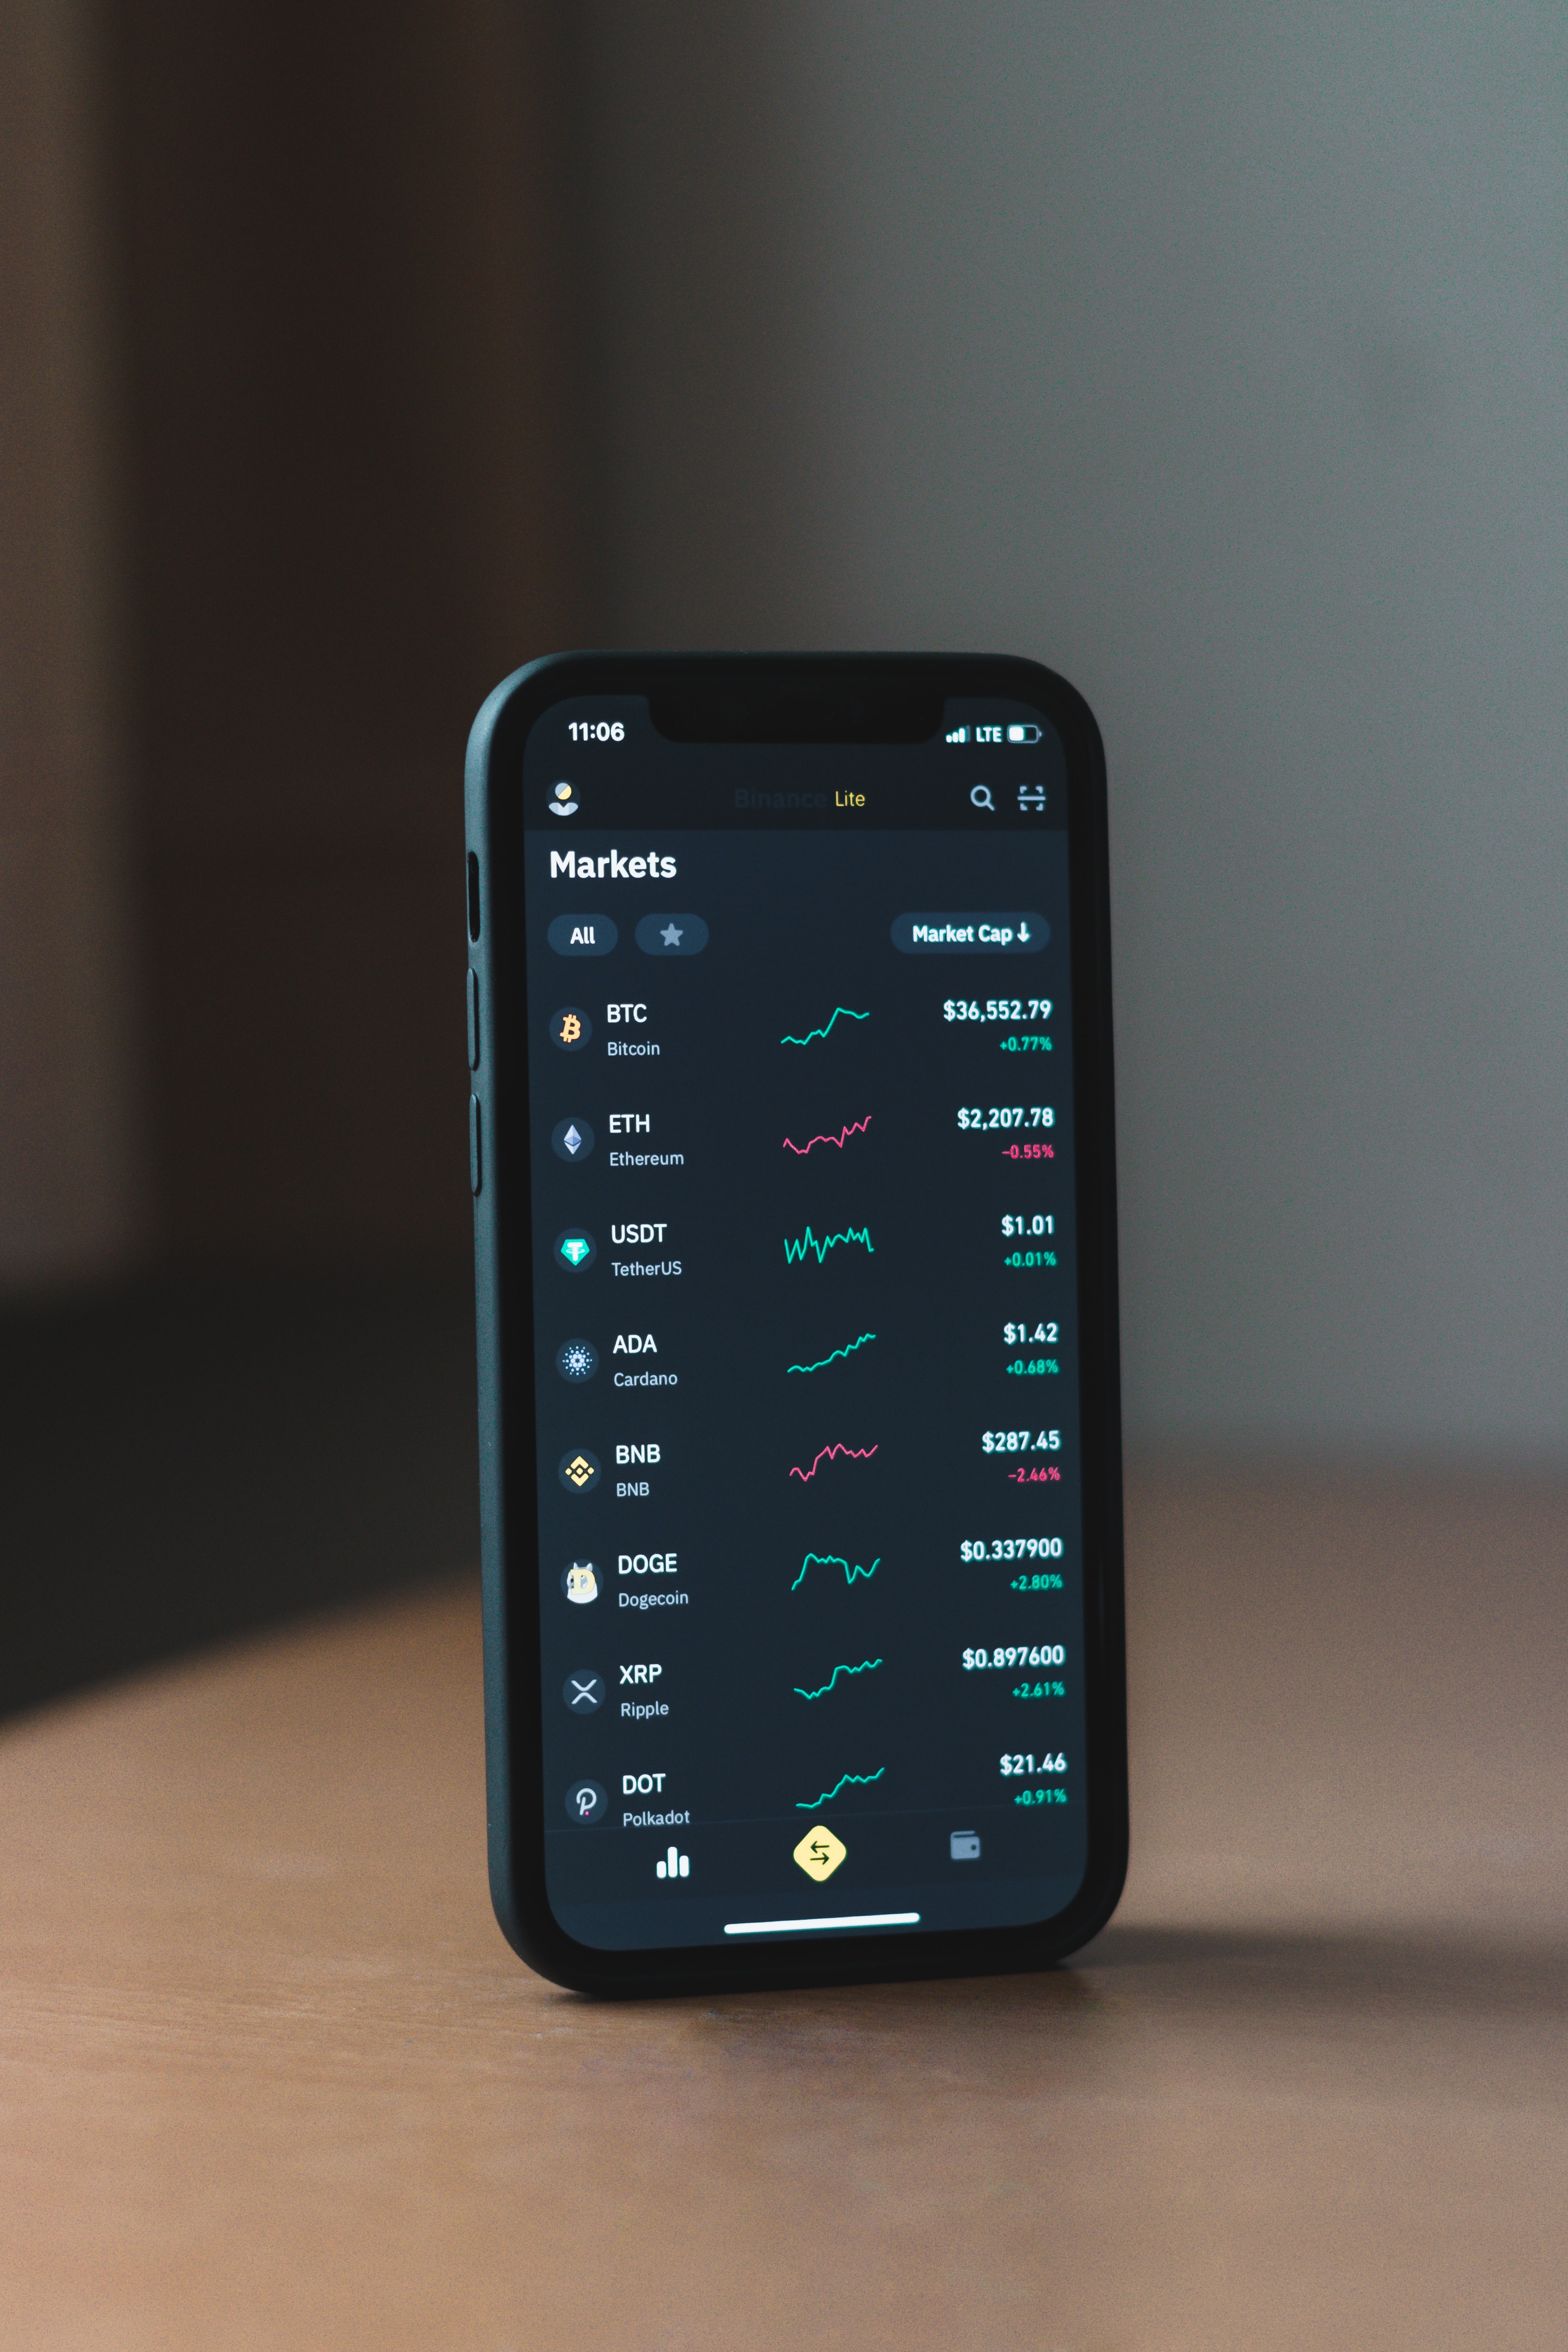 11:06 LTE
Binance Lite
Markets
All Market Cap ↓
BTC $36,552.79
Bitcoin +0.77%
ETH $2,207.78
Ethereum -0.55%
USDT $1.01
TetherUS +0.01%
ADA $1.42
Cardano +0.68%
BNB $287.45
BNB -2.46%
DOGE $0.337900
Dogecoin +2.80%
XRP $0.897600
Ripple +2.61%
DOT $21.46
Polkadot +0.91%